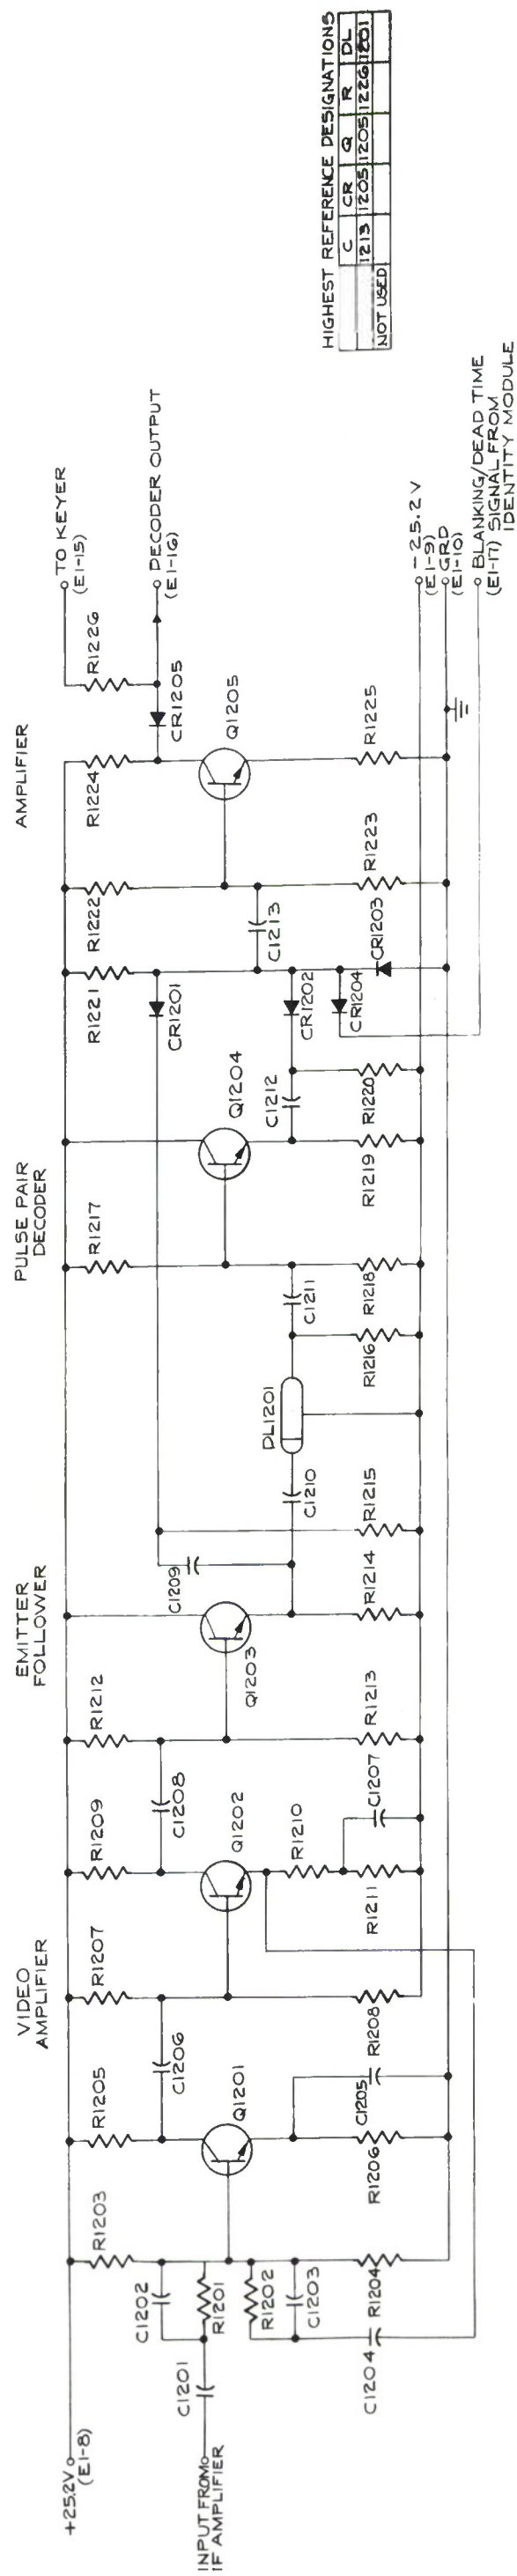 VIDEO
AMPLIFIER
EMITTER
FOLLOWER
PULSE PAIR
DECODER
AMPLIFIER
+25.2V
(E1-8)
INPUT FROM
IF AMPLIFIER
C1201
C1202
R1201
R1202
C1203
C1204
R1203
R1204
R1205
Q1201
R1206
C1205
C1206
R1207
R1208
R1209
Q1202
R1210
R1211
C1207
C1208
R1212
R1213
Q1203
R1214
C1209
R1215
C1210
DL1201
R1216
C1211
R1217
R1218
Q1204
R1219
C1212
R1220
CR1201
CR1202
CR1204
CR1203
R1221
C1213
R1222
R1223
R1224
Q1205
R1225
CR1205
R1226
TO KEYER
(E1-15)
DECODER OUTPUT
(E1-16)
-25.2V
(E1-9)
GRD
(E1-10)
BLANKING/DEAD TIME
(E1-17) SIGNAL FROM
IDENTITY MODULE
HIGHEST REFERENCE DESIGNATIONS
C CR Q R DL
1213 1205 1205 1226 1201
NOT USED